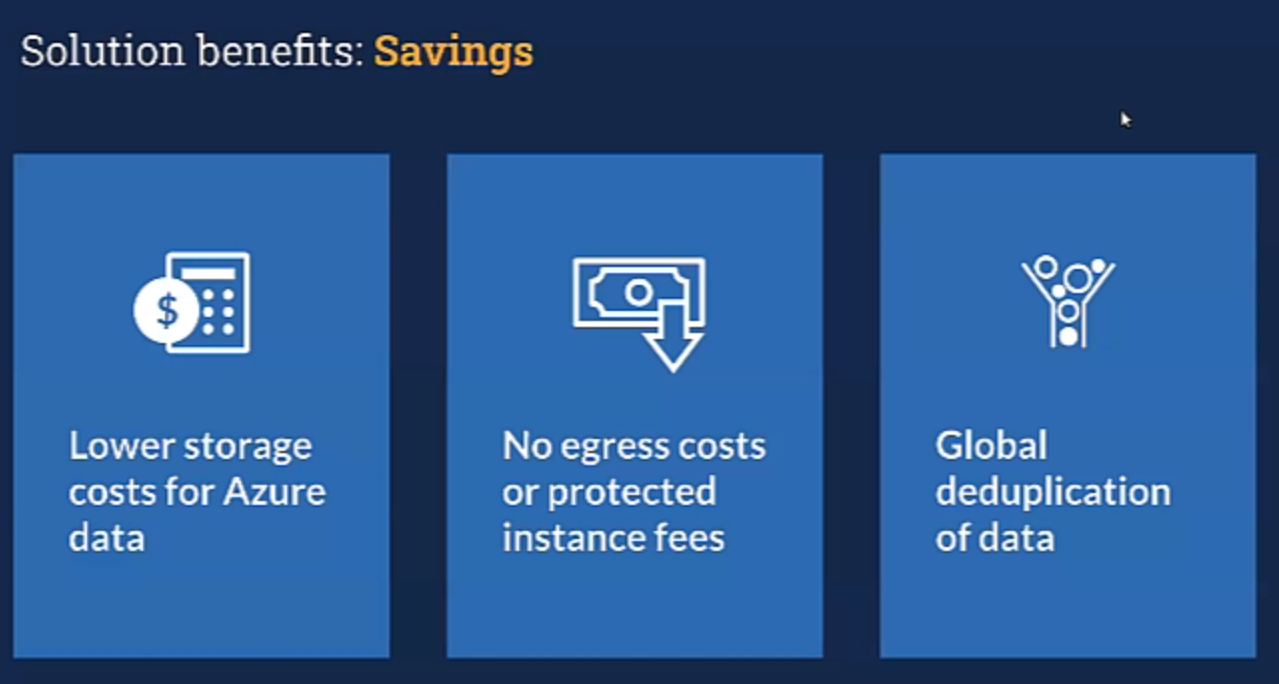 Solution benefits: Savings
$
Lower storage
costs for Azure
data
No egress costs
or protected
instance fees
Global
deduplication
of data